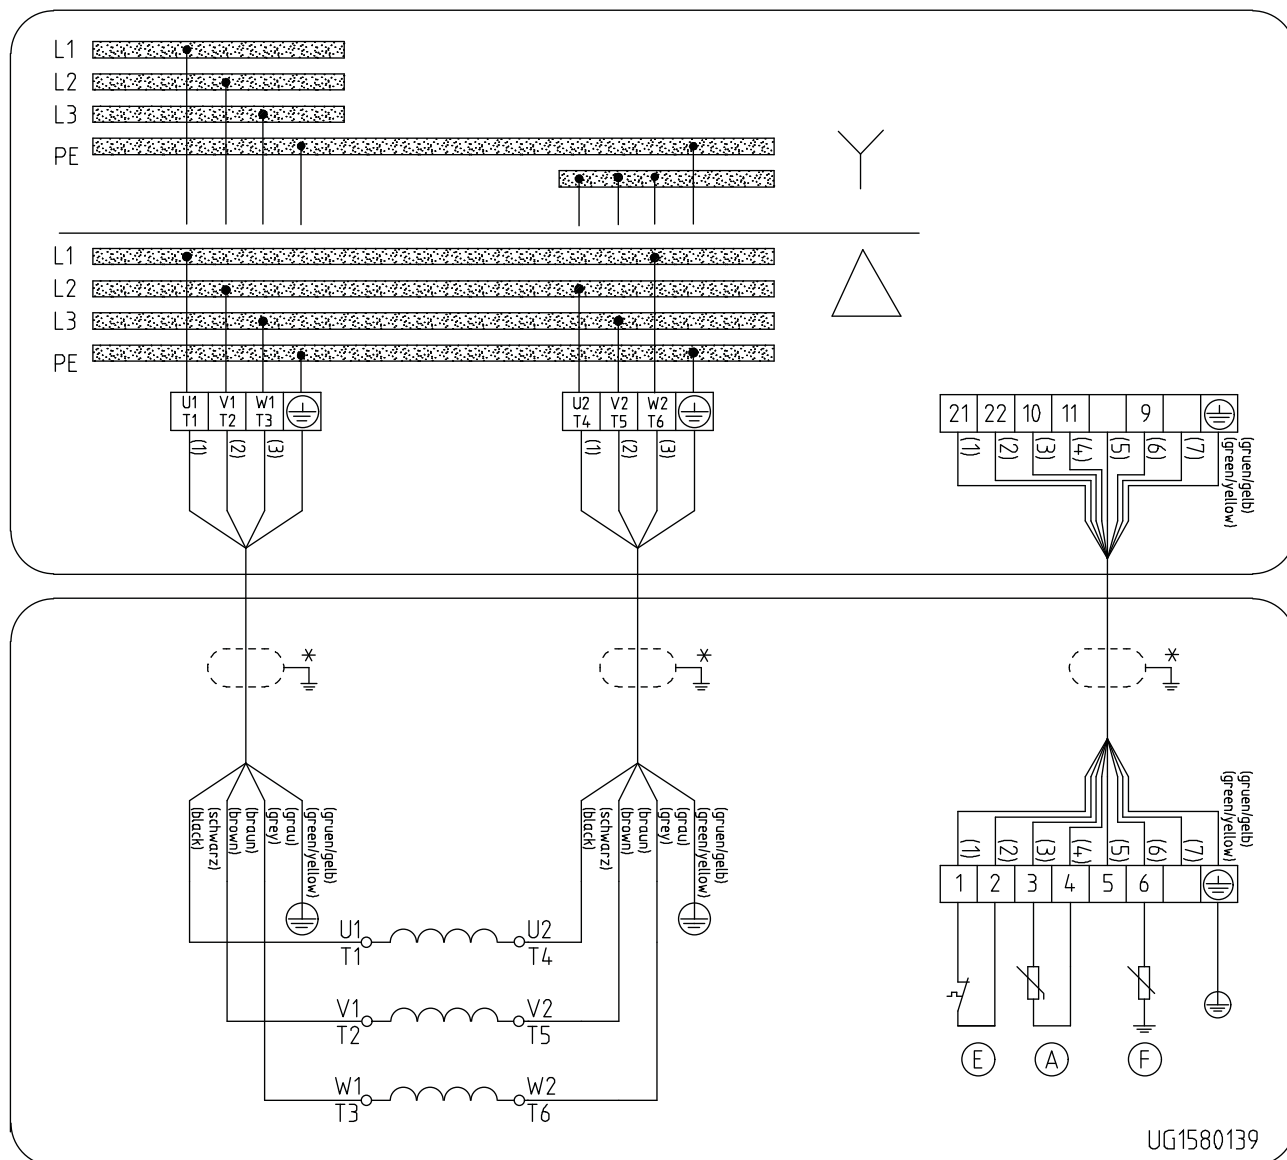 L1
L2
L3
PE
L1
L2
L3
PE
U1 V1 W1
T1 T2 T3
U2 V2 W2
T4 T5 T6
21 22 10 11 9
(1) (2) (3)
(1) (2) (3)
(1) (2) (3) (4) (5) (6) (7)
(gruen/gelb)
(green/yellow)
*
*
*
(schwarz)
(black)
(braun)
(brown)
(grau)
(grey)
(gruen/gelb)
(green/yellow)
(schwarz)
(black)
(braun)
(brown)
(grau)
(grey)
(gruen/gelb)
(green/yellow)
(gruen/gelb)
(green/yellow)
(1) (2) (3) (4) (5) (6) (7)
1 2 3 4 5 6
U1 U2
T1 T4
V1 V2
T2 T5
W1 W2
T3 T6
E A F
UG1580139